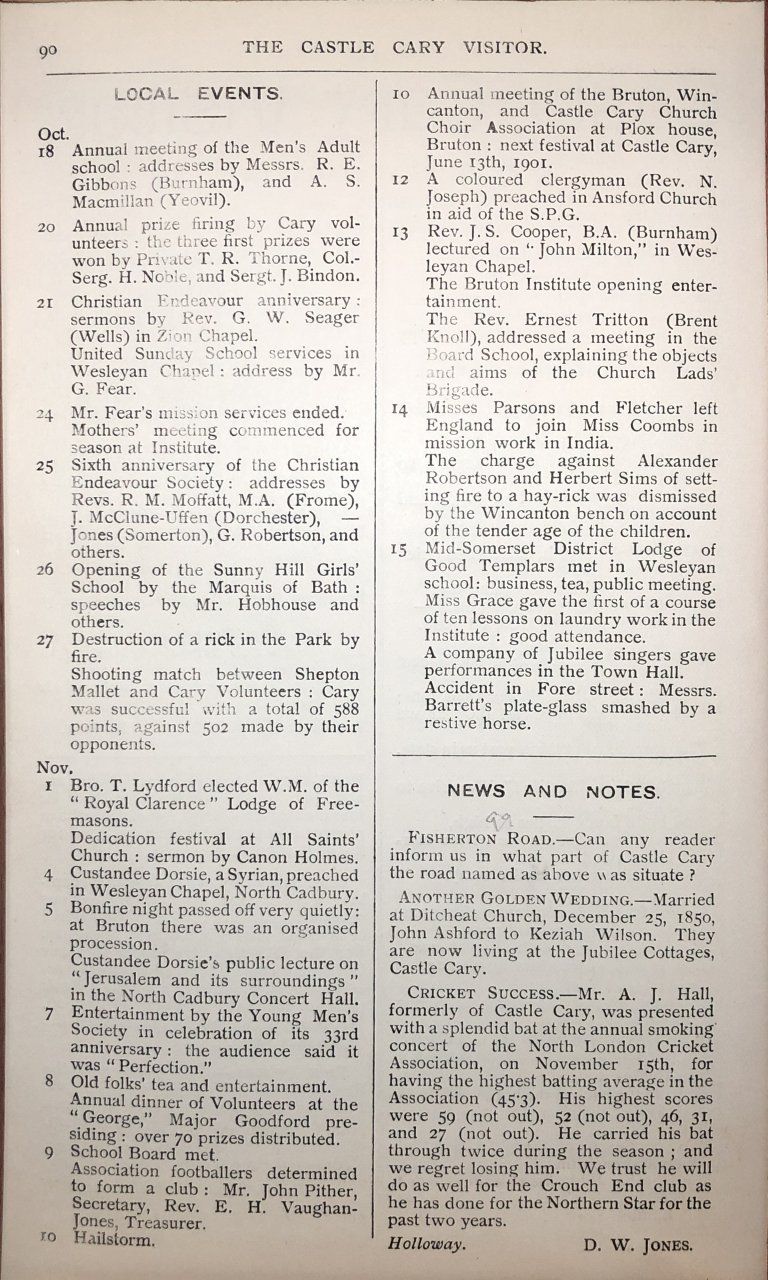 90
THE CASTLE CARY VISITOR.
LOCAL EVENTS.
Oct.
18 Annual meeting of the Men's Adult
school : addresses by Messrs. R. E.
Gibbons (Burnham), and A. S.
Macmillan (Yeovil).
20 Annual prize firing by Cary vol-
unteers : the three first prizes were
won by Private T. R. Thorne, Col.-
Serg. H. Noble, and Sergt. J. Bindon.
21 Christian Endeavour anniversary :
sermons by Rev. G. W. Seager
(Wells) in Zion Chapel.
United Sunday School services in
Wesleyan Chapel : address by Mr.
G. Fear.
24 Mr. Fear's mission services ended.
Mothers' meeting commenced for
season at Institute.
25 Sixth anniversary of the Christian
Endeavour Society : addresses by
Revs. R. M. Moffatt, M.A. (Frome),
J. McClune-Uffen (Dorchester), —
Jones (Somerton), G. Robertson, and
others.
26 Opening of the Sunny Hill Girls'
School by the Marquis of Bath :
speeches by Mr. Hobhouse and
others.
27 Destruction of a rick in the Park by
fire.
Shooting match between Shepton
Mallet and Cary Volunteers : Cary
was successful with a total of 588
points, against 502 made by their
opponents.
Nov.
1 Bro. T. Lydford elected W.M. of the
“ Royal Clarence ” Lodge of Free-
masons.
Dedication festival at All Saints'
Church : sermon by Canon Holmes.
4 Custandee Dorsie, a Syrian, preached
in Wesleyan Chapel, North Cadbury.
5 Bonfire night passed off very quietly:
at Bruton there was an organised
procession.
Custandee Dorsie's public lecture on
“ Jerusalem and its surroundings ”
in the North Cadbury Concert Hall.
7 Entertainment by the Young Men's
Society in celebration of its 33rd
anniversary : the audience said it
was “ Perfection.”
8 Old folks' tea and entertainment.
Annual dinner of Volunteers at the
“ George,” Major Goodford pre-
siding : over 70 prizes distributed.
9 School Board met.
Association footballers determined
to form a club : Mr. John Pither,
Secretary, Rev. E. H. Vaughan-
Jones, Treasurer.
10 Hailstorm.
10 Annual meeting of the Bruton, Win-
canton, and Castle Cary Church
Choir Association at Plox house,
Bruton : next festival at Castle Cary,
June 13th, 1901.
12 A coloured clergyman (Rev. N.
Joseph) preached in Ansford Church
in aid of the S.P.G.
13 Rev. J. S. Cooper, B.A. (Burnham)
lectured on “ John Milton,” in Wes-
leyan Chapel.
The Bruton Institute opening enter-
tainment.
The Rev. Ernest Tritton (Brent
Knoll), addressed a meeting in the
Board School, explaining the objects
and aims of the Church Lads'
Brigade.
14 Misses Parsons and Fletcher left
England to join Miss Coombs in
mission work in India.
The charge against Alexander
Robertson and Herbert Sims of sett-
ing fire to a hay-rick was dismissed
by the Wincanton bench on account
of the tender age of the children.
15 Mid-Somerset District Lodge of
Good Templars met in Wesleyan
school: business, tea, public meeting.
Miss Grace gave the first of a course
of ten lessons on laundry work in the
Institute : good attendance.
A company of Jubilee singers gave
performances in the Town Hall.
Accident in Fore street : Messrs.
Barrett's plate-glass smashed by a
restive horse.
NEWS AND NOTES.
FISHERTON ROAD.—Can any reader
inform us in what part of Castle Cary
the road named as above was situate ?
ANOTHER GOLDEN WEDDING.—Married
at Ditcheat Church, December 25, 1850,
John Ashford to Keziah Wilson. They
are now living at the Jubilee Cottages,
Castle Cary.
CRICKET SUCCESS.—Mr. A. J. Hall,
formerly of Castle Cary, was presented
with a splendid bat at the annual smoking
concert of the North London Cricket
Association, on November 15th, for
having the highest batting average in the
Association (45·3). His highest scores
were 59 (not out), 52 (not out), 46, 31,
and 27 (not out). He carried his bat
through twice during the season ; and
we regret losing him. We trust he will
do as well for the Crouch End club as
he has done for the Northern Star for the
past two years.
Holloway. D. W. JONES.